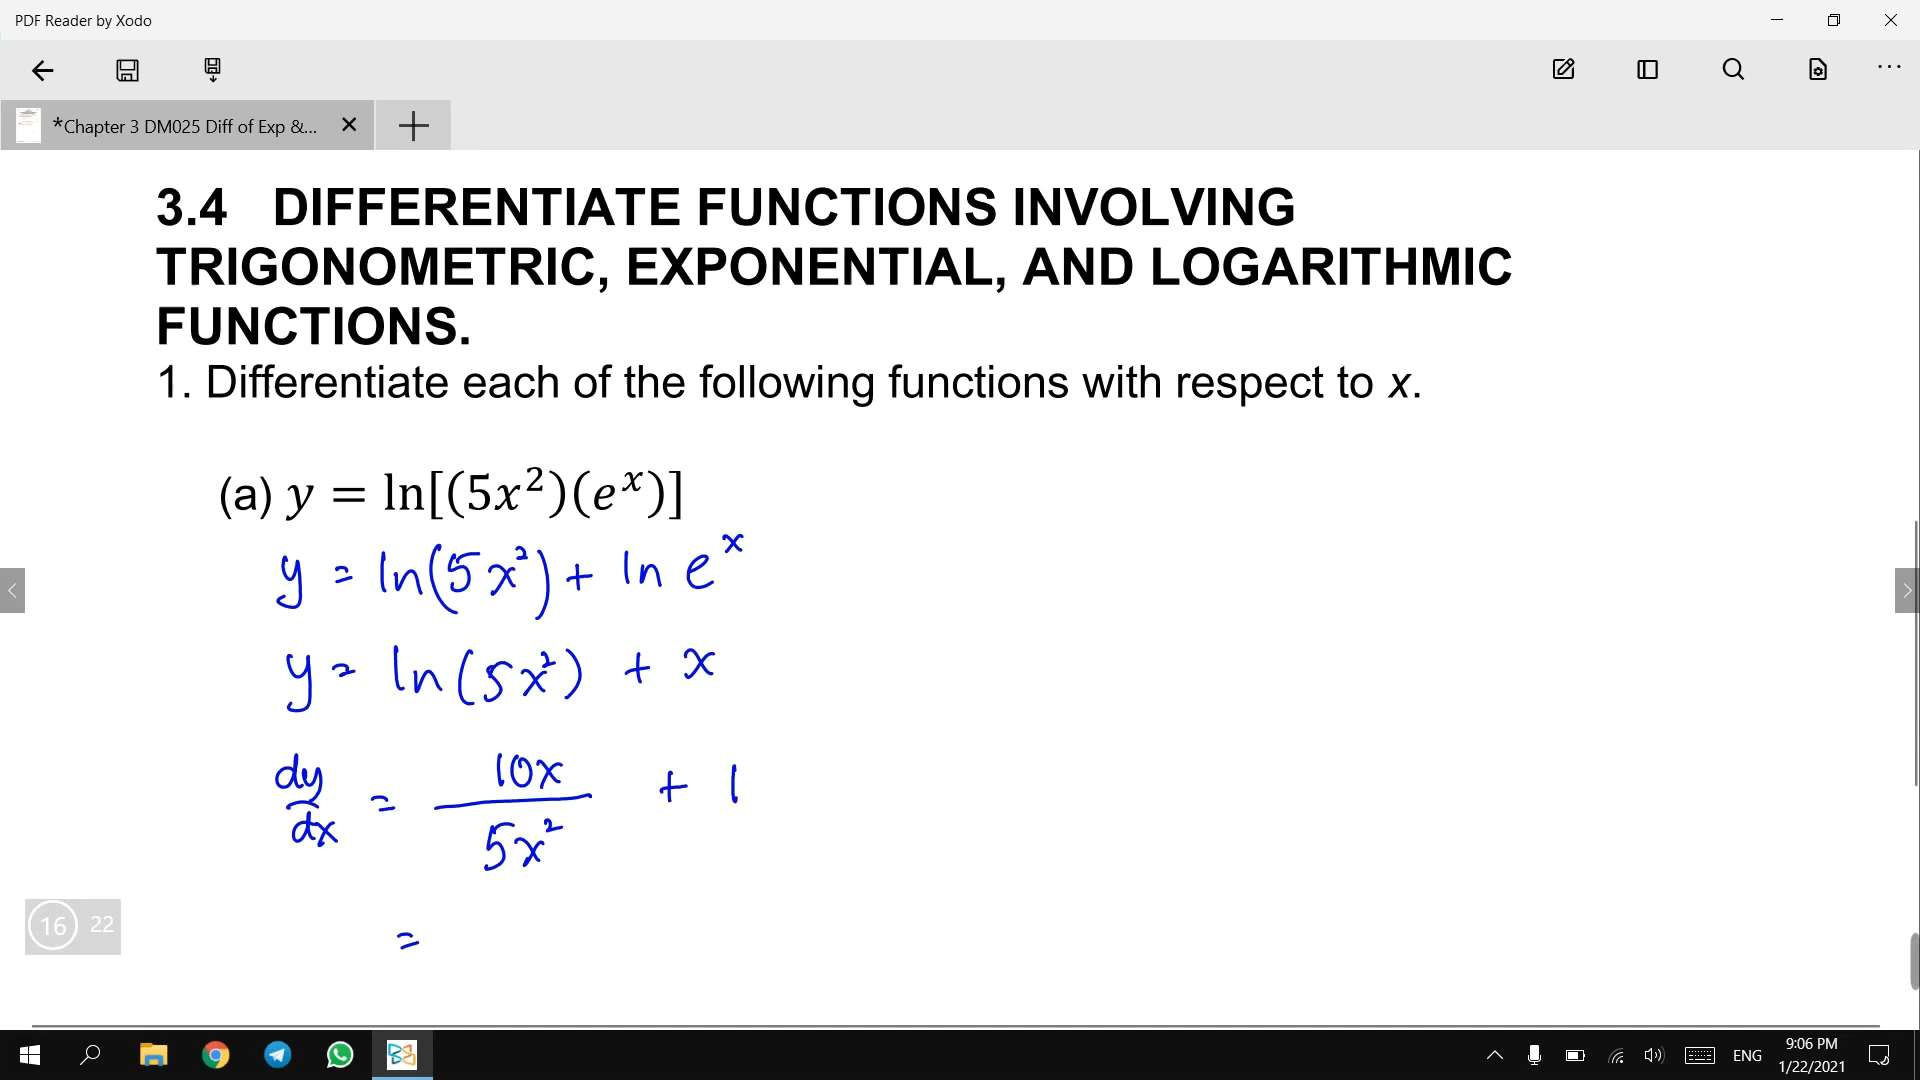 PDF Reader by Xodo
*Chapter 3 DM025 Diff of Exp &...
3.4 DIFFERENTIATE FUNCTIONS INVOLVING
TRIGONOMETRIC, EXPONENTIAL, AND LOGARITHMIC
FUNCTIONS.
1. Differentiate each of the following functions with respect to x.
(a) y = ln[(5x²)(eˣ)]
y = ln(5x²) + ln eˣ
y = ln(5x²) + x
dy/dx = 10x/5x² + 1
=
16 22
ENG
9:06 PM
1/22/2021